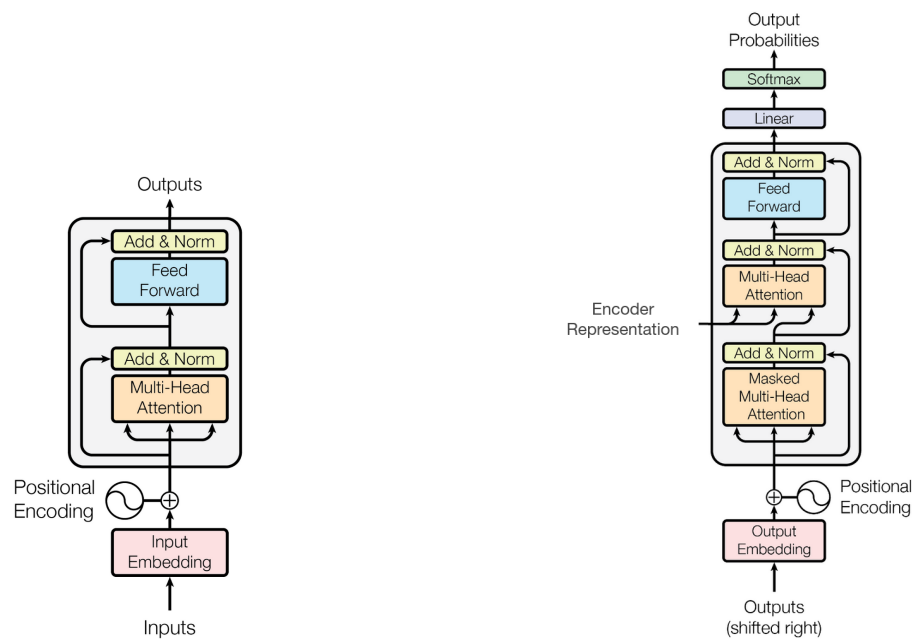 Outputs
Add & Norm
Feed
Forward
Add & Norm
Multi-Head
Attention
Positional
Encoding
Input
Embedding
Inputs
Output
Probabilities
Softmax
Linear
Add & Norm
Feed
Forward
Add & Norm
Multi-Head
Attention
Encoder
Representation
Add & Norm
Masked
Multi-Head
Attention
Positional
Encoding
Output
Embedding
Outputs
(shifted right)